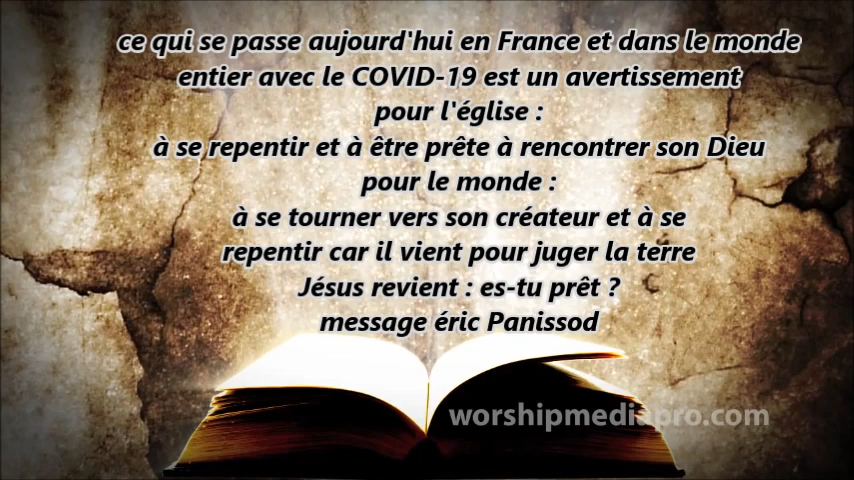 ce qui se passe aujourd'hui en France et dans le monde
entier avec le COVID-19 est un avertissement
pour l'église :
à se repentir et à être prête à rencontrer son Dieu
pour le monde :
à se tourner vers son créateur et à se
repentir car il vient pour juger la terre
Jésus revient : es-tu prêt ?
message éric Panissod
worshipmediapro.com